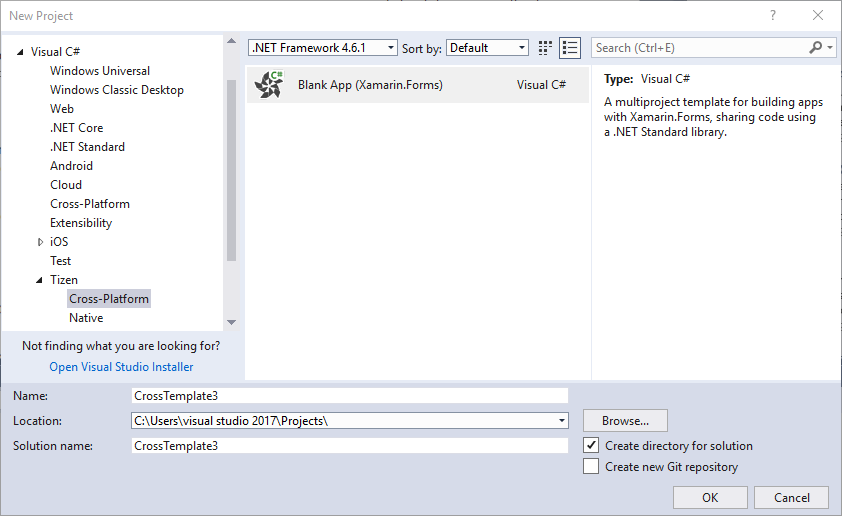 New Project
?
Visual C#
Windows Universal
Windows Classic Desktop
Web
.NET Core
.NET Standard
Android
Cloud
Cross-Platform
Extensibility
iOS
Test
Tizen
Cross-Platform
Native
Not finding what you are looking for?
Open Visual Studio Installer
.NET Framework 4.6.1 Sort by: Default
C#
Blank App (Xamarin.Forms) Visual C#
Search (Ctrl+E)
Type: Visual C#
A multiproject template for building apps
with Xamarin.Forms, sharing code using
a .NET Standard library.
Name: CrossTemplate3
Location: C:\Users\visual studio 2017\Projects\ Browse...
Solution name: CrossTemplate3
Create directory for solution
Create new Git repository
OK Cancel